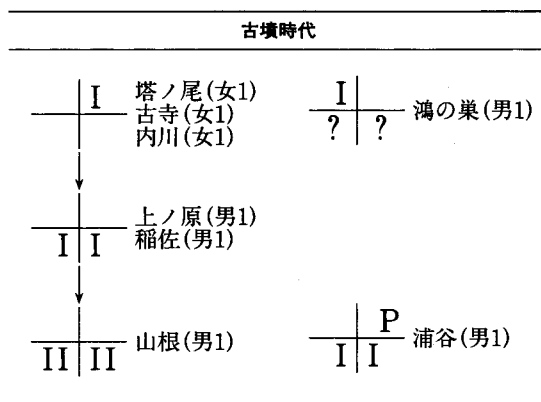 古墳時代
I 塔ノ尾(女1)
古寺(女1)
内川(女1)
I 鴻の巣(男1)
? ?
上ノ原(男1)
I I 稲佐(男1)
II II 山根(男1)
P 浦谷(男1)
I I